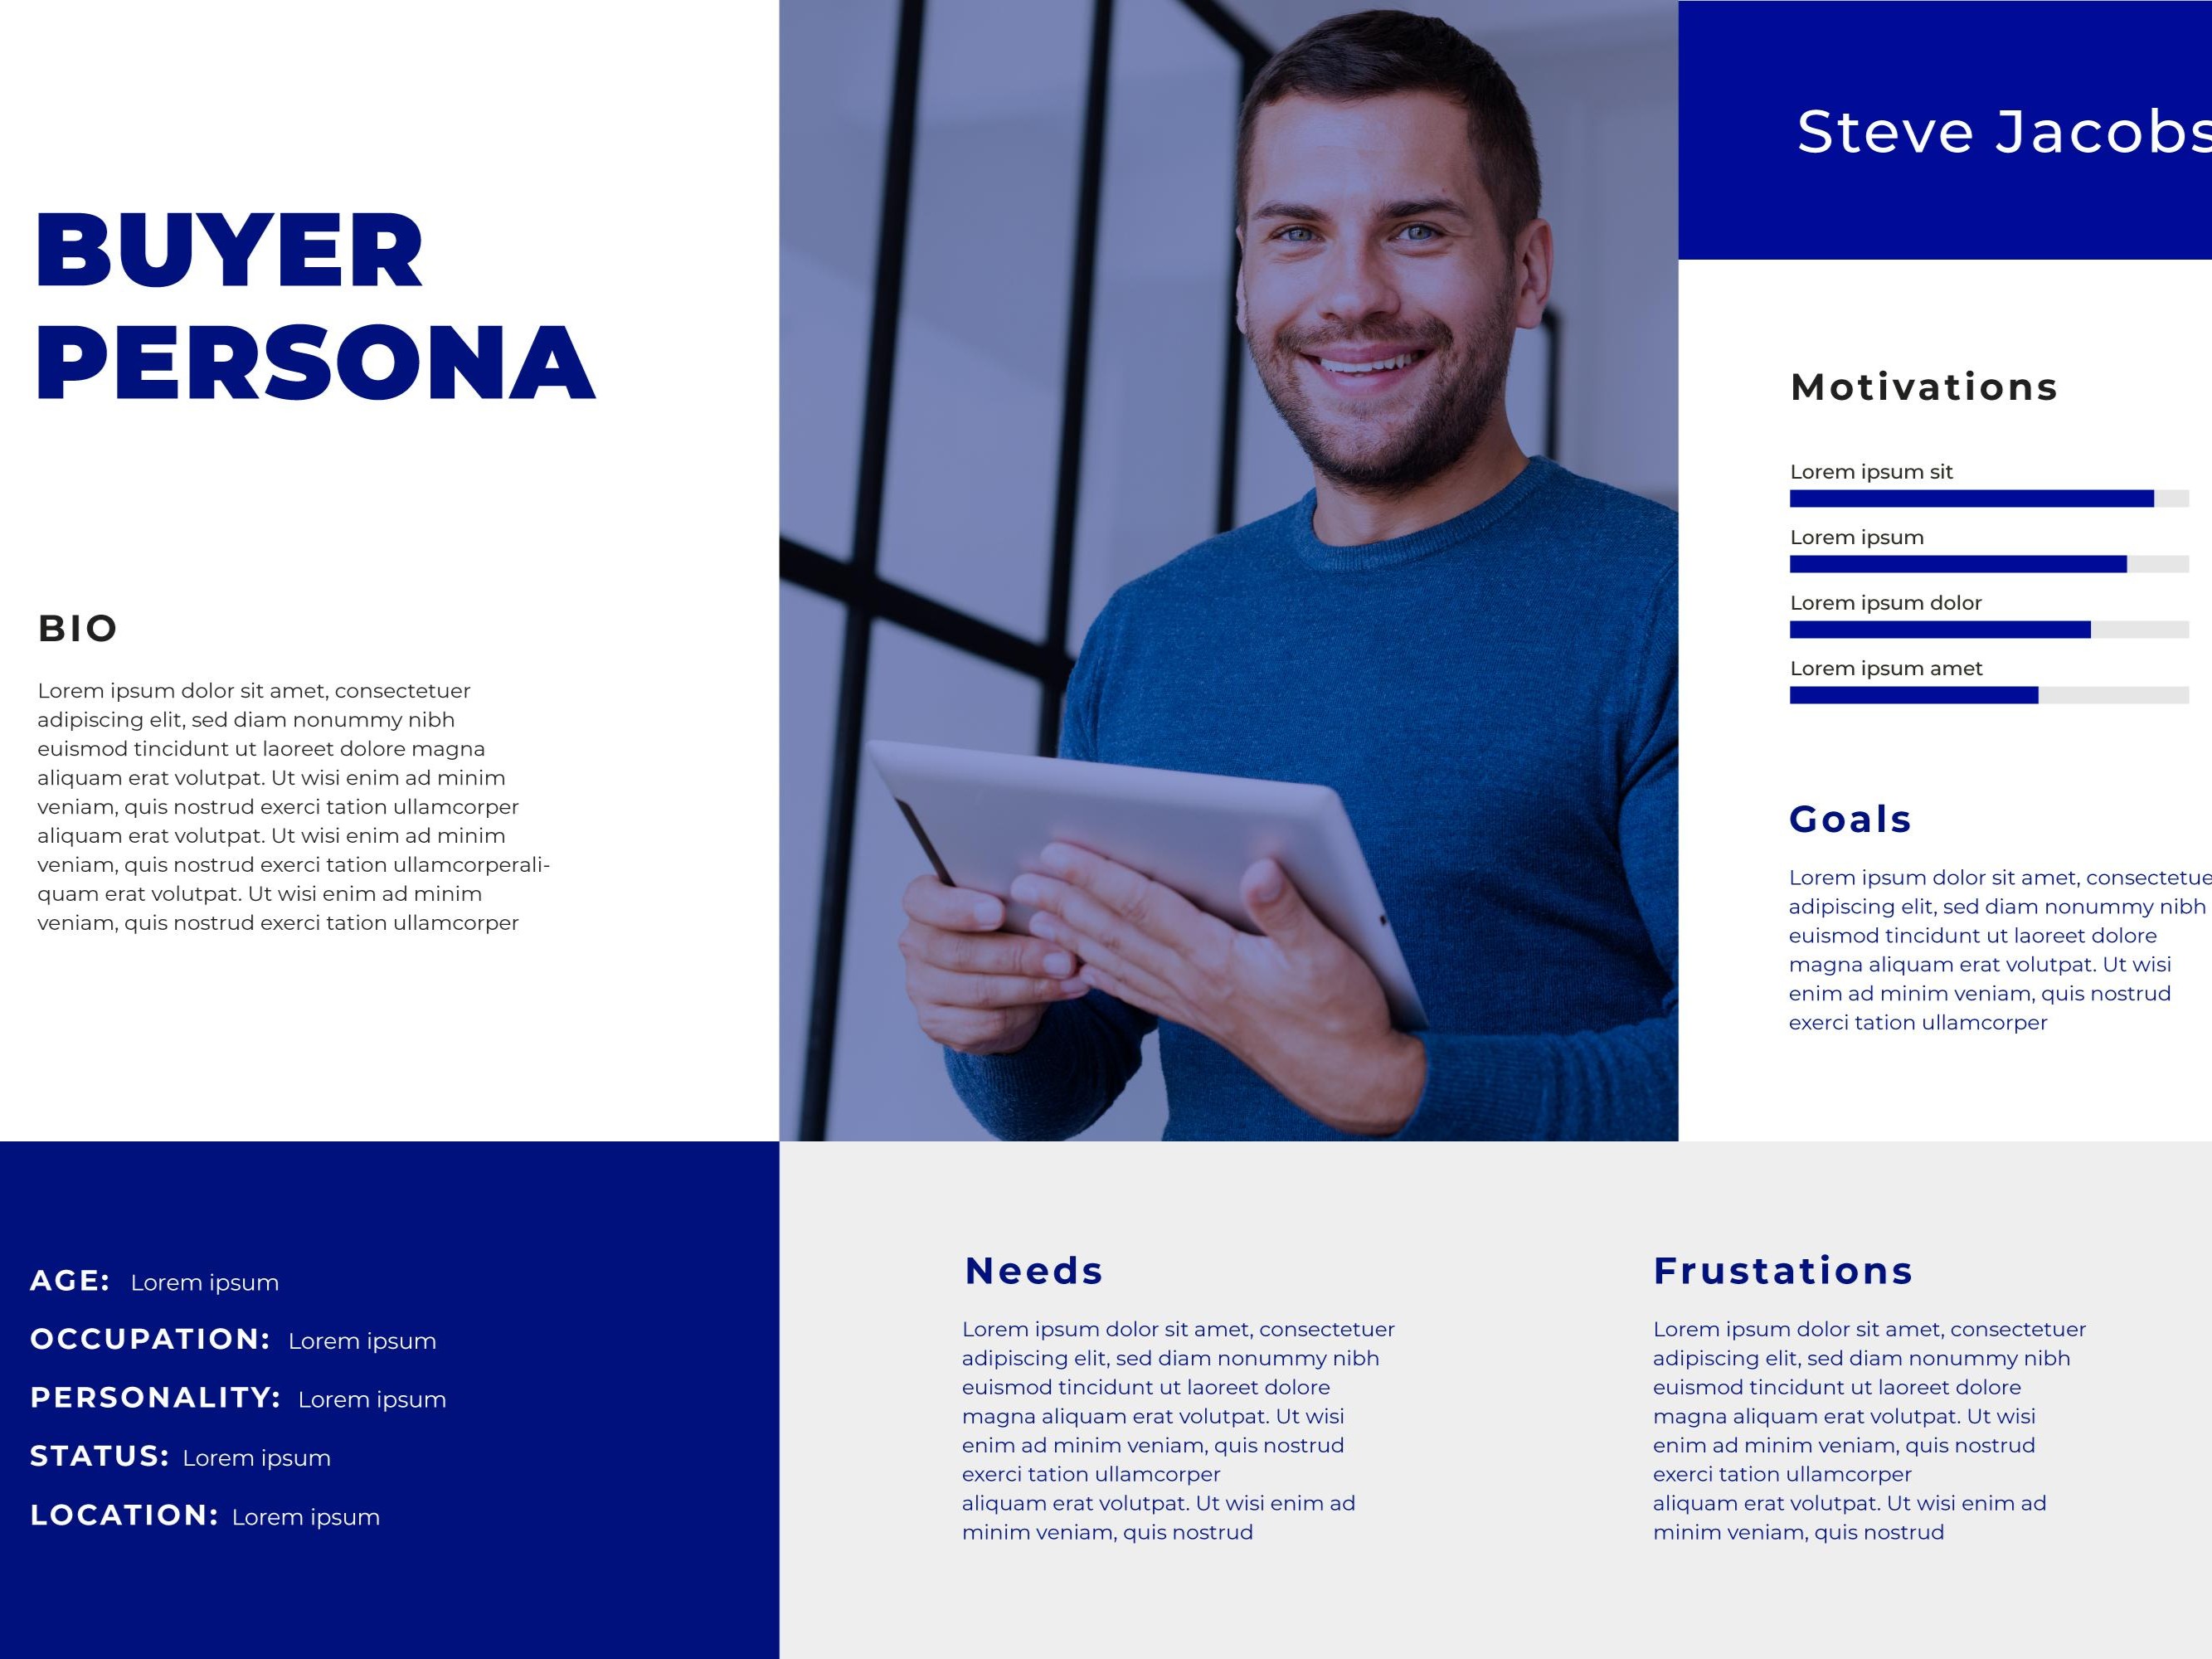 BUYER
PERSONA
BIO
Lorem ipsum dolor sit amet, consectetuer
adipiscing elit, sed diam nonummy nibh
euismod tincidunt ut laoreet dolore magna
aliquam erat volutpat. Ut wisi enim ad minim
veniam, quis nostrud exerci tation ullamcorper
aliquam erat volutpat. Ut wisi enim ad minim
veniam, quis nostrud exerci tation ullamcorperali-
quam erat volutpat. Ut wisi enim ad minim
veniam, quis nostrud exerci tation ullamcorper
Steve Jacobs
Motivations
Lorem ipsum sit
Lorem ipsum
Lorem ipsum dolor
Lorem ipsum amet
Goals
Lorem ipsum dolor sit amet, consectetue
adipiscing elit, sed diam nonummy nibh
euismod tincidunt ut laoreet dolore
magna aliquam erat volutpat. Ut wisi
enim ad minim veniam, quis nostrud
exerci tation ullamcorper
AGE: Lorem ipsum
OCCUPATION: Lorem ipsum
PERSONALITY: Lorem ipsum
STATUS: Lorem ipsum
LOCATION: Lorem ipsum
Needs
Lorem ipsum dolor sit amet, consectetuer
adipiscing elit, sed diam nonummy nibh
euismod tincidunt ut laoreet dolore
magna aliquam erat volutpat. Ut wisi
enim ad minim veniam, quis nostrud
exerci tation ullamcorper
aliquam erat volutpat. Ut wisi enim ad
minim veniam, quis nostrud
Frustations
Lorem ipsum dolor sit amet, consectetuer
adipiscing elit, sed diam nonummy nibh
euismod tincidunt ut laoreet dolore
magna aliquam erat volutpat. Ut wisi
enim ad minim veniam, quis nostrud
exerci tation ullamcorper
aliquam erat volutpat. Ut wisi enim ad
minim veniam, quis nostrud